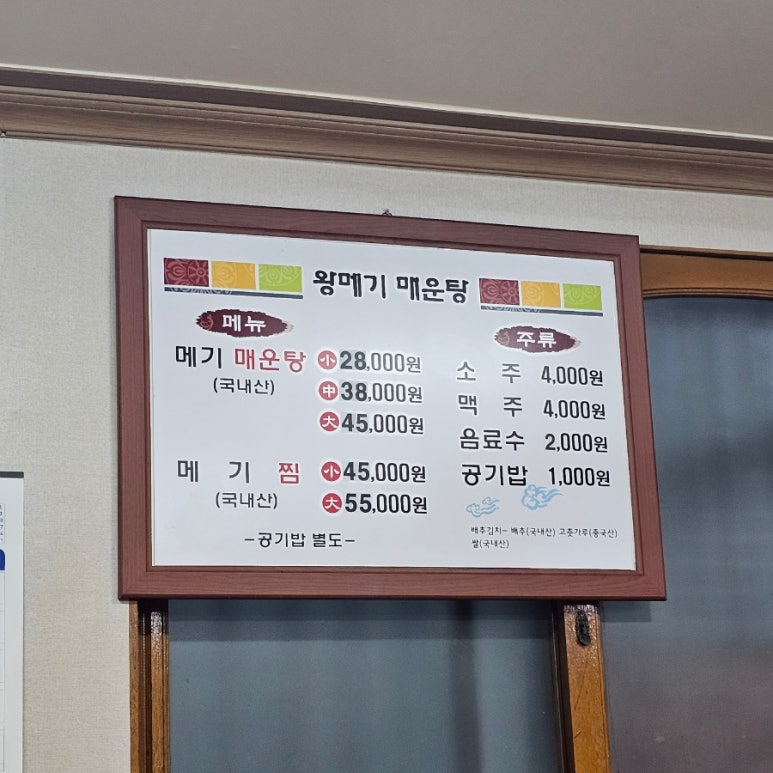 왕메기 매운탕
메뉴
메기 매운탕 小 28,000원
(국내산)
中 38,000원
大 45,000원
메 기 찜 小 45,000원
(국내산)
大 55,000원
-공기밥 별도-
주류
소 주 4,000원
맥 주 4,000원
음료수 2,000원
공기밥 1,000원
배추김치- 배추(국내산) 고춧가루(중국산)
쌀(국내산)